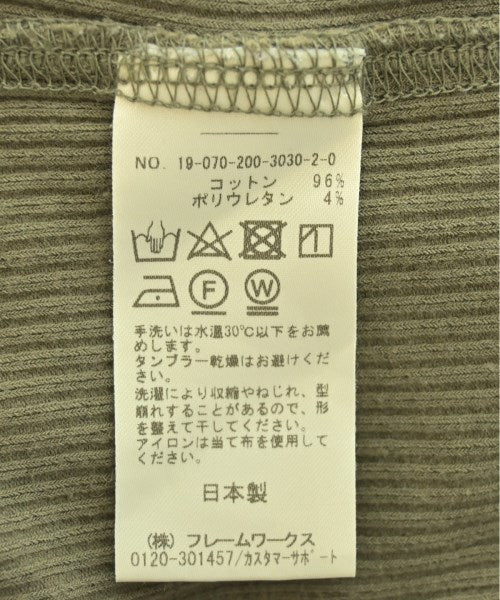 NO. 19-070-200-3030-2-0
コットン 96%
ポリウレタン 4%
F W
手洗いは水温30℃以下をお薦
めします。
タンブラー乾燥はお避けくだ
さい。
洗濯により収縮やねじれ、型
崩れすることがあるので、形
を整えて干してください。
アイロンは当て布を使用して
ください。
日本製
(株) フレームワークス
0120-301457/カスタマーサポート